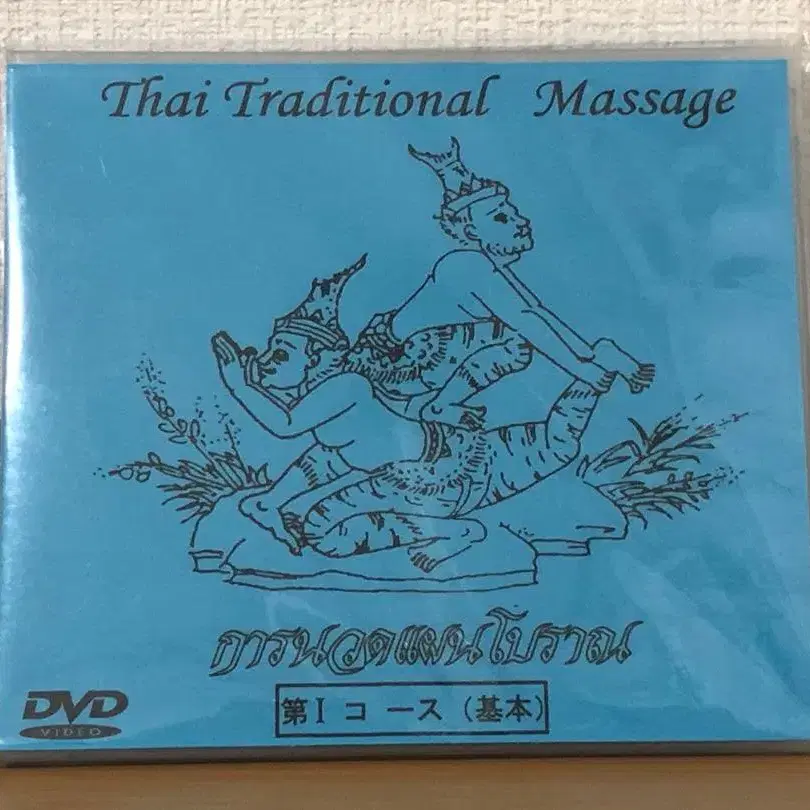 Thai Traditional Massage
การนวดแผนโบราณ
DVD
VIDEO
第I コース (基本)